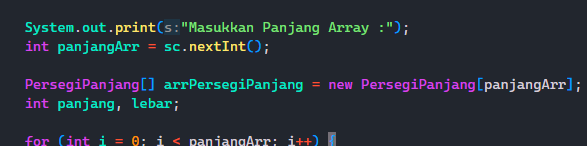 System.out.print(s:"Masukkan Panjang Array :");
int panjangArr = sc.nextInt();
PersegiPanjang[] arrPersegiPanjang = new PersegiPanjang[panjangArr];
int panjang, lebar;
for (int i = 0; i < panjangArr; i++) {